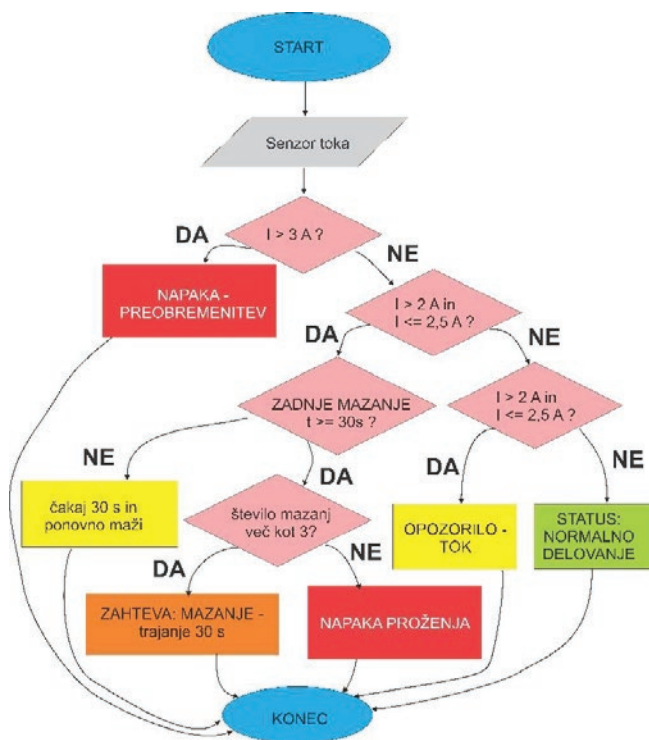 START
Senzor toka
I > 3 A ?
DA
NE
NAPAKA -
PREOBREMENITEV
I > 2 A in
I <= 2,5 A ?
DA
NE
ZADNJE MAZANJE
t >= 30s ?
I > 2 A in
I <= 2,5 A ?
NE
DA
DA
NE
čakaj 30 s in
ponovno maži
število mazanj
več kot 3?
OPOZORILO -
TOK
STATUS:
NORMALNO
DELOVANJE
DA
NE
ZAHTEVA: MAZANJE -
trajanje 30 s
NAPAKA PROŽENJA
KONEC